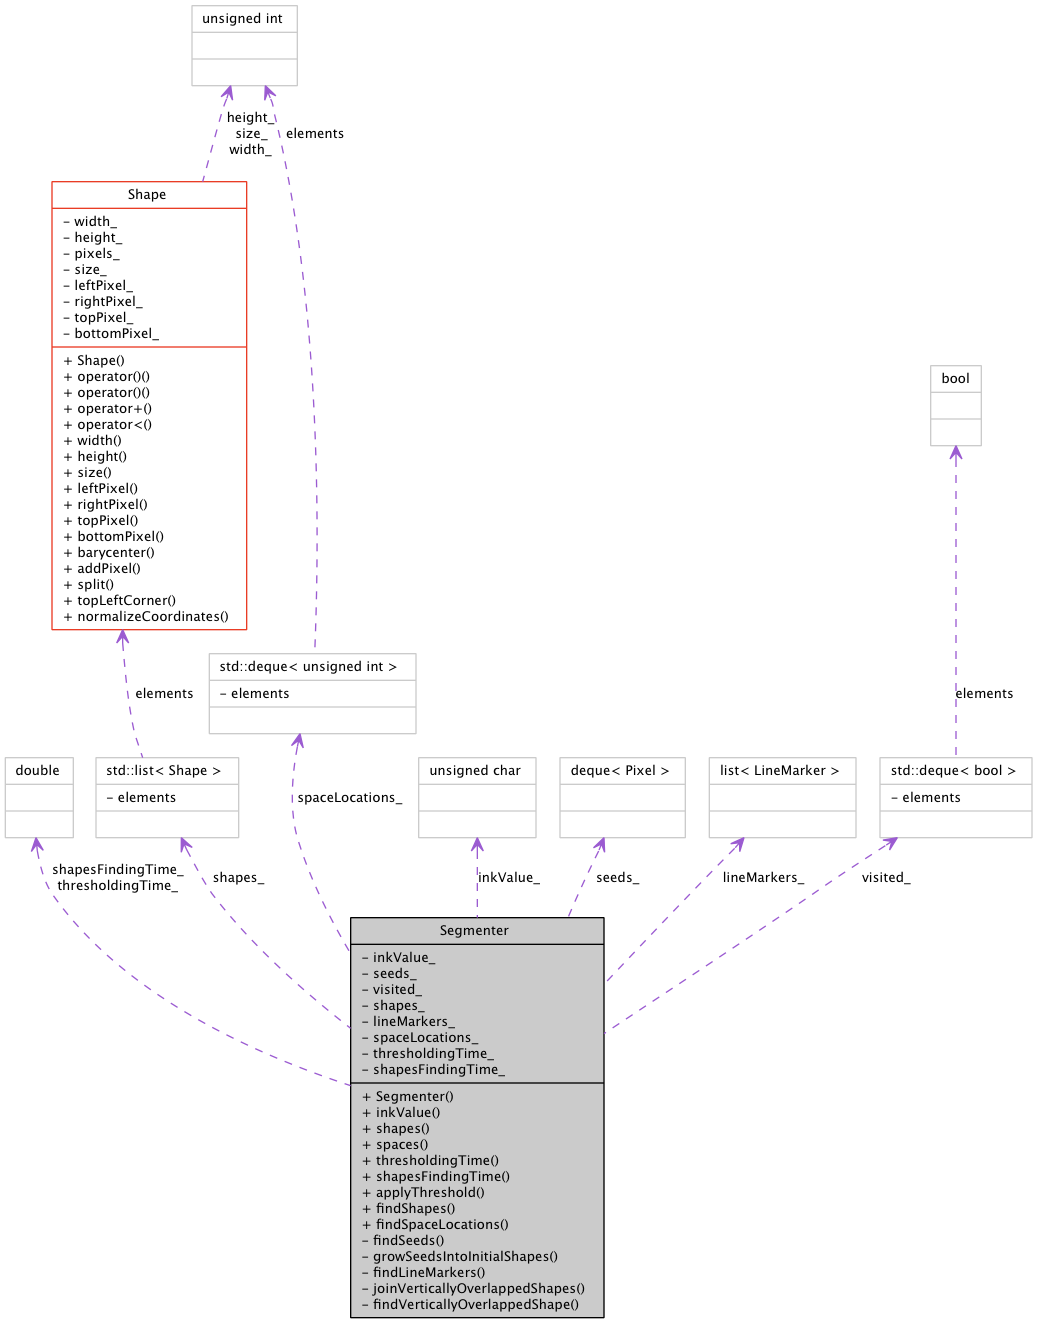 unsigned int
height_
size_
width_
elements
Shape
- width_
- height_
- pixels_
- size_
- leftPixel_
- rightPixel_
- topPixel_
- bottomPixel_
+ Shape()
+ operator()()
+ operator()()
+ operator+()
+ operator<()
+ width()
+ height()
+ size()
+ leftPixel()
+ rightPixel()
+ topPixel()
+ bottomPixel()
+ barycenter()
+ addPixel()
+ split()
+ topLeftCorner()
+ normalizeCoordinates()
bool
std::deque< unsigned int >
- elements
elements
elements
double
std::list< Shape >
- elements
spaceLocations_
unsigned char
deque< Pixel >
list< LineMarker >
std::deque< bool >
- elements
shapesFindingTime_
thresholdingTime_
shapes_
inkValue_
seeds_
lineMarkers_
visited_
Segmenter
- inkValue_
- seeds_
- visited_
- shapes_
- lineMarkers_
- spaceLocations_
- thresholdingTime_
- shapesFindingTime_
+ Segmenter()
+ inkValue()
+ shapes()
+ spaces()
+ thresholdingTime()
+ shapesFindingTime()
+ applyThreshold()
+ findShapes()
+ findSpaceLocations()
- findSeeds()
- growSeedsIntoInitialShapes()
- findLineMarkers()
- joinVerticallyOverlappedShapes()
- findVerticallyOverlappedShape()